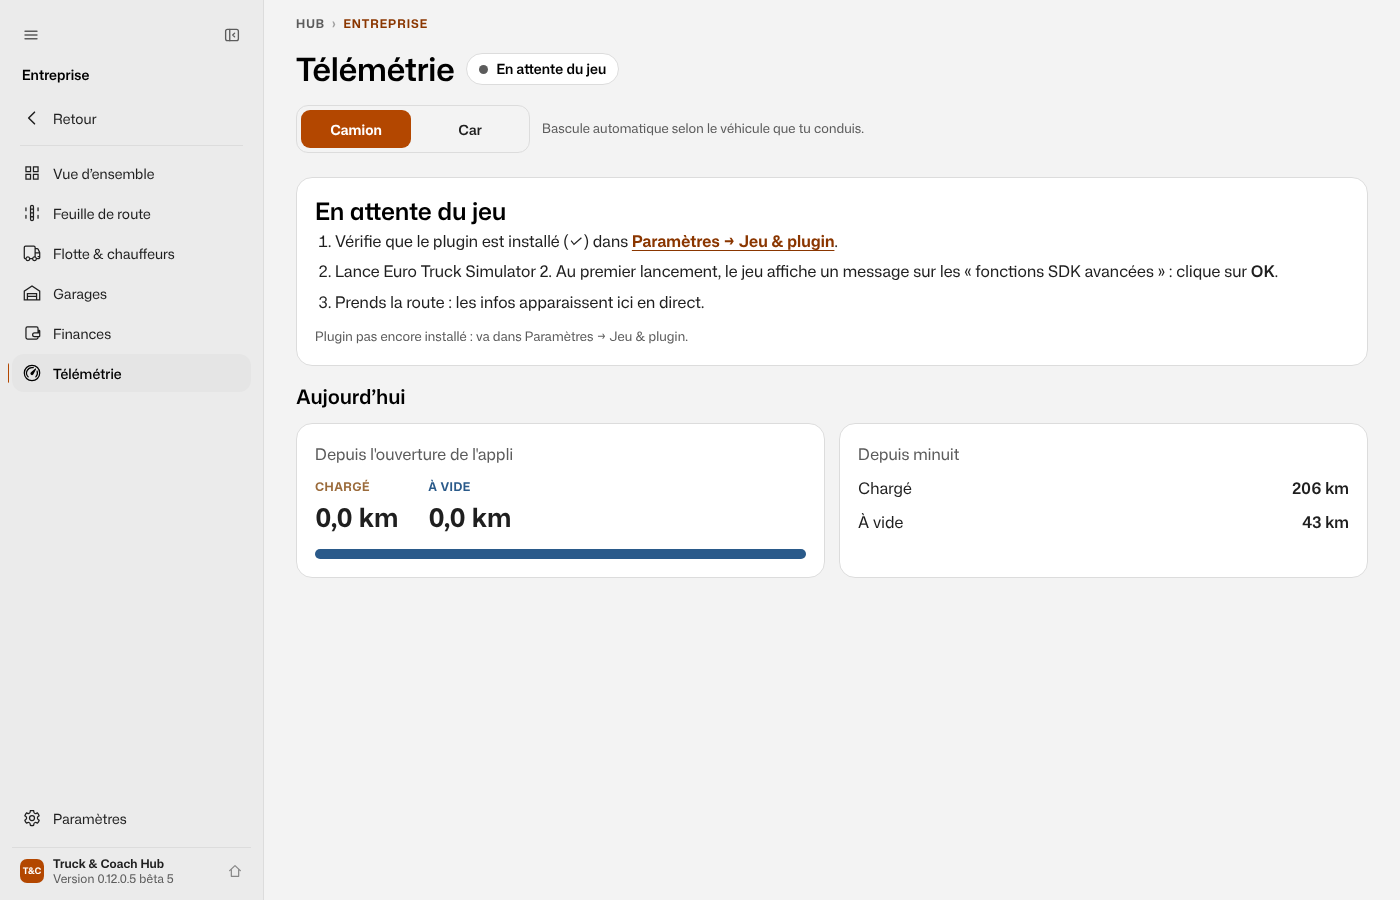 HUB › ENTREPRISE
Entreprise
Retour
Vue d’ensemble
Feuille de route
Flotte & chauffeurs
Garages
Finances
Télémétrie
Paramètres
T&C
Truck & Coach Hub
Version 0.12.0.5 bêta 5
Télémétrie
En attente du jeu
Camion
Car
Bascule automatique selon le véhicule que tu conduis.
En attente du jeu
1. Vérifie que le plugin est installé (✓) dans Paramètres → Jeu & plugin.
2. Lance Euro Truck Simulator 2. Au premier lancement, le jeu affiche un message sur les « fonctions SDK avancées » : clique sur OK.
3. Prends la route : les infos apparaissent ici en direct.
Plugin pas encore installé : va dans Paramètres → Jeu & plugin.
Aujourd’hui
Depuis l'ouverture de l'appli
CHARGÉ
À VIDE
0,0 km
0,0 km
Depuis minuit
Chargé 206 km
À vide 43 km